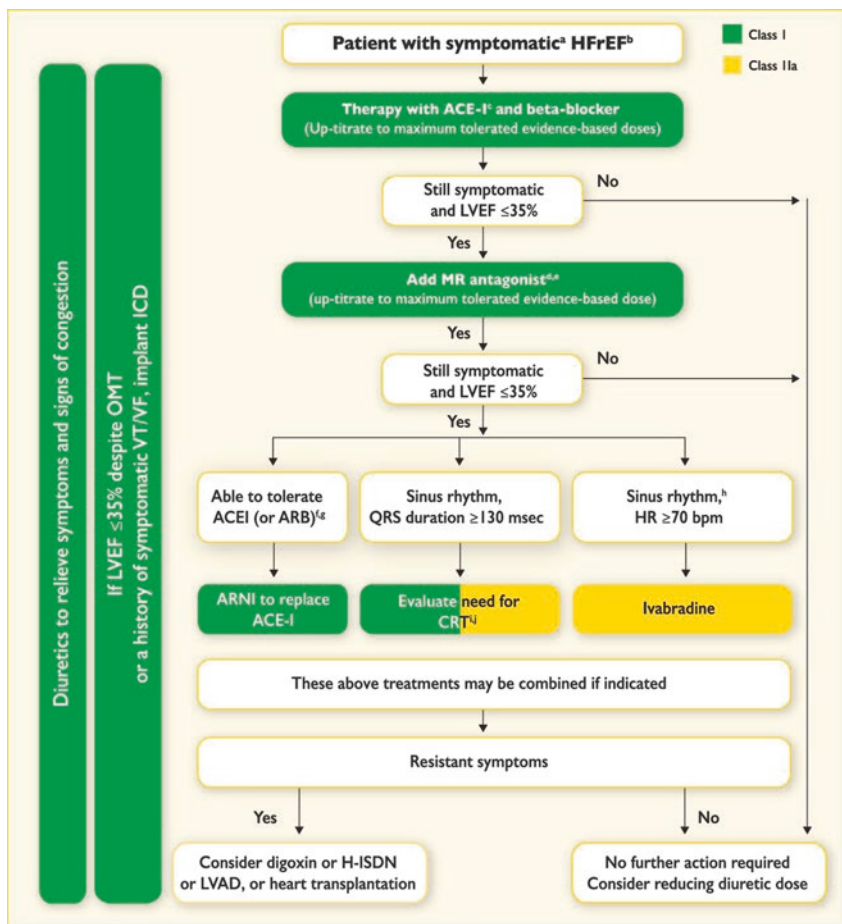 Patient with symptomaticᵃ HFrEFᵇ
Class I
Class IIa
Diuretics to relieve symptoms and signs of congestion
If LVEF ≤35% despite OMT
or a history of symptomatic VT/VF, implant ICD
Therapy with ACE-Iᶜ and beta-blocker
(Up-titrate to maximum tolerated evidence-based doses)
Still symptomatic
and LVEF ≤35%
No
Yes
Add MR antagonistᵈ,ᵉ
(up-titrate to maximum tolerated evidence-based dose)
Yes
Still symptomatic
and LVEF ≤35%
No
Yes
Able to tolerate
ACEI (or ARB)ᶠ,ᵍ
Sinus rhythm,
QRS duration ≥130 msec
Sinus rhythm,ʰ
HR ≥70 bpm
ARNI to replace
ACE-I
Evaluate need for
CRTⁱ,ʲ
Ivabradine
These above treatments may be combined if indicated
Resistant symptoms
Yes
No
Consider digoxin or H-ISDN
or LVAD, or heart transplantation
No further action required
Consider reducing diuretic dose